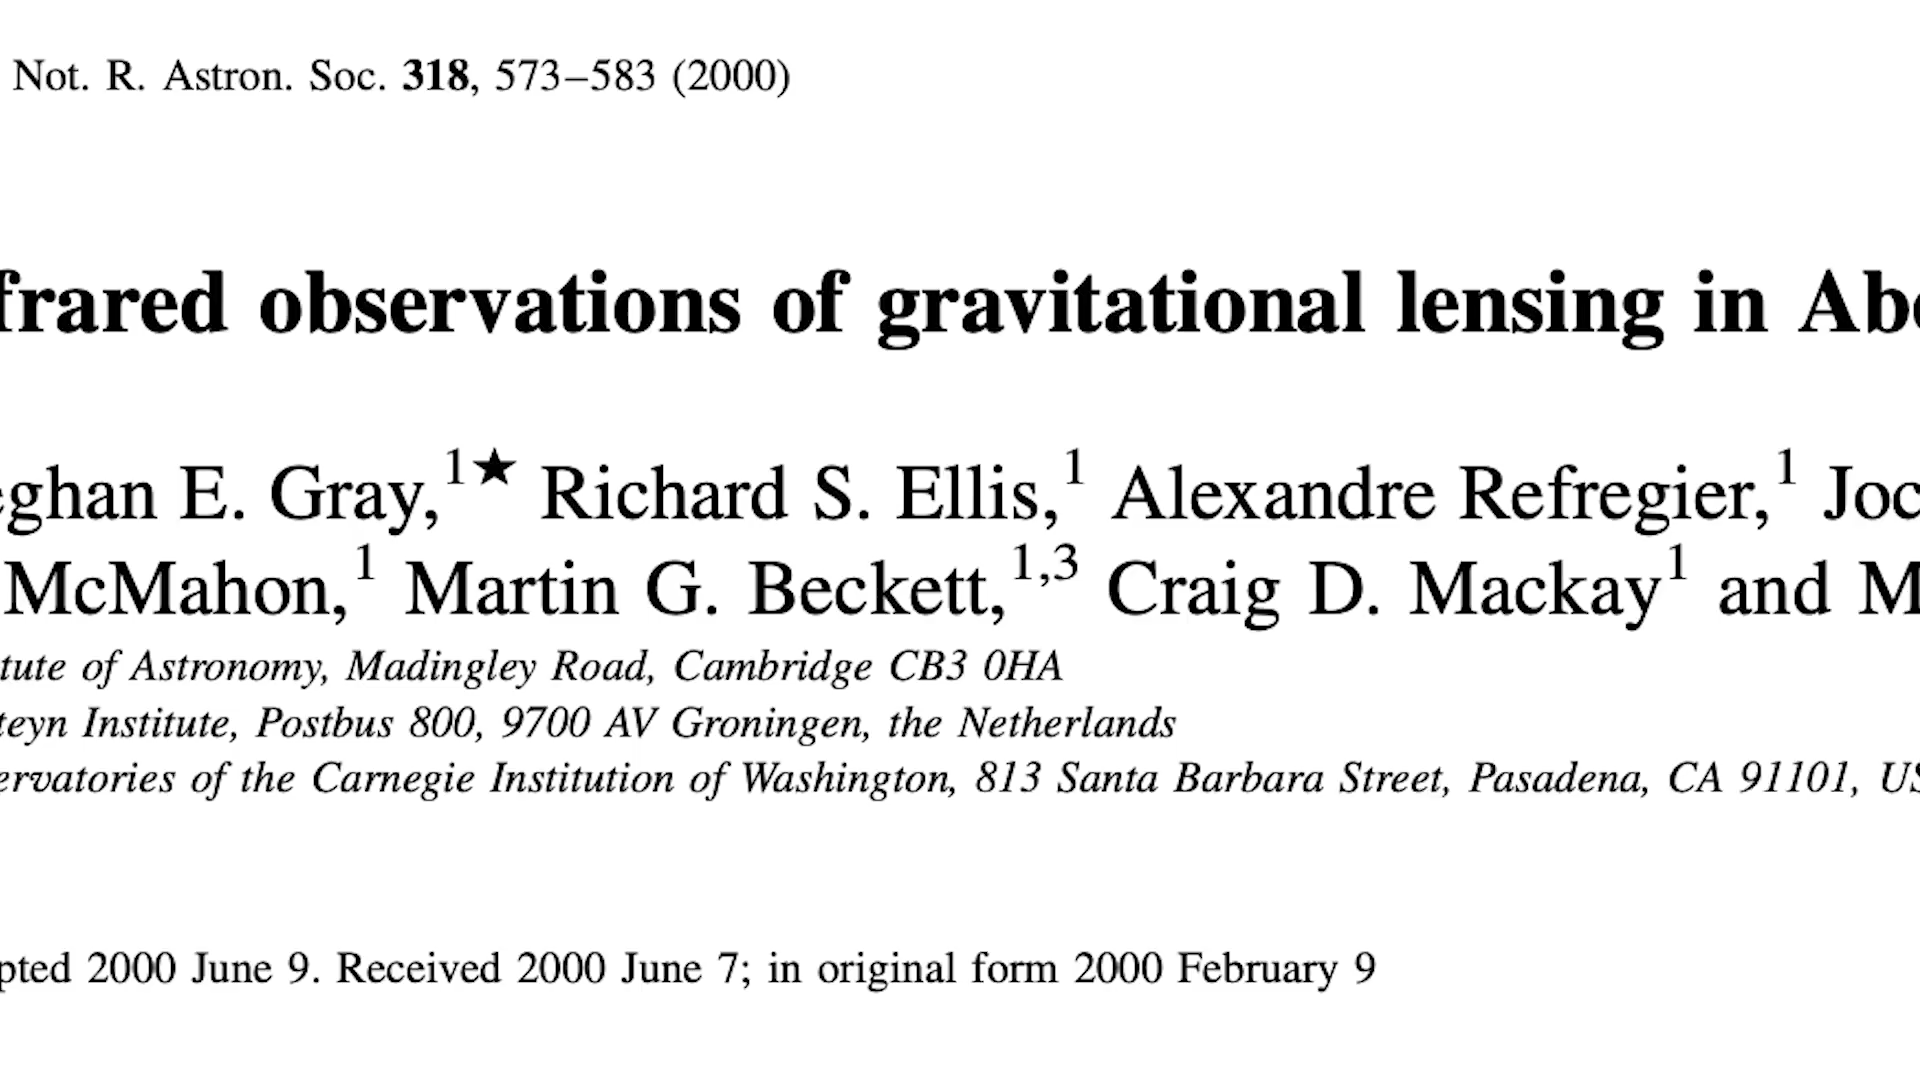 Not. R. Astron. Soc. 318, 573–583 (2000)
frared observations of gravitational lensing in Abe
eghan E. Gray,1★ Richard S. Ellis,1 Alexandre Refregier,1 Joc
McMahon,1 Martin G. Beckett,1,3 Craig D. Mackay1 and M
tute of Astronomy, Madingley Road, Cambridge CB3 0HA
teyn Institute, Postbus 800, 9700 AV Groningen, the Netherlands
ervatories of the Carnegie Institution of Washington, 813 Santa Barbara Street, Pasadena, CA 91101, US
pted 2000 June 9. Received 2000 June 7; in original form 2000 February 9